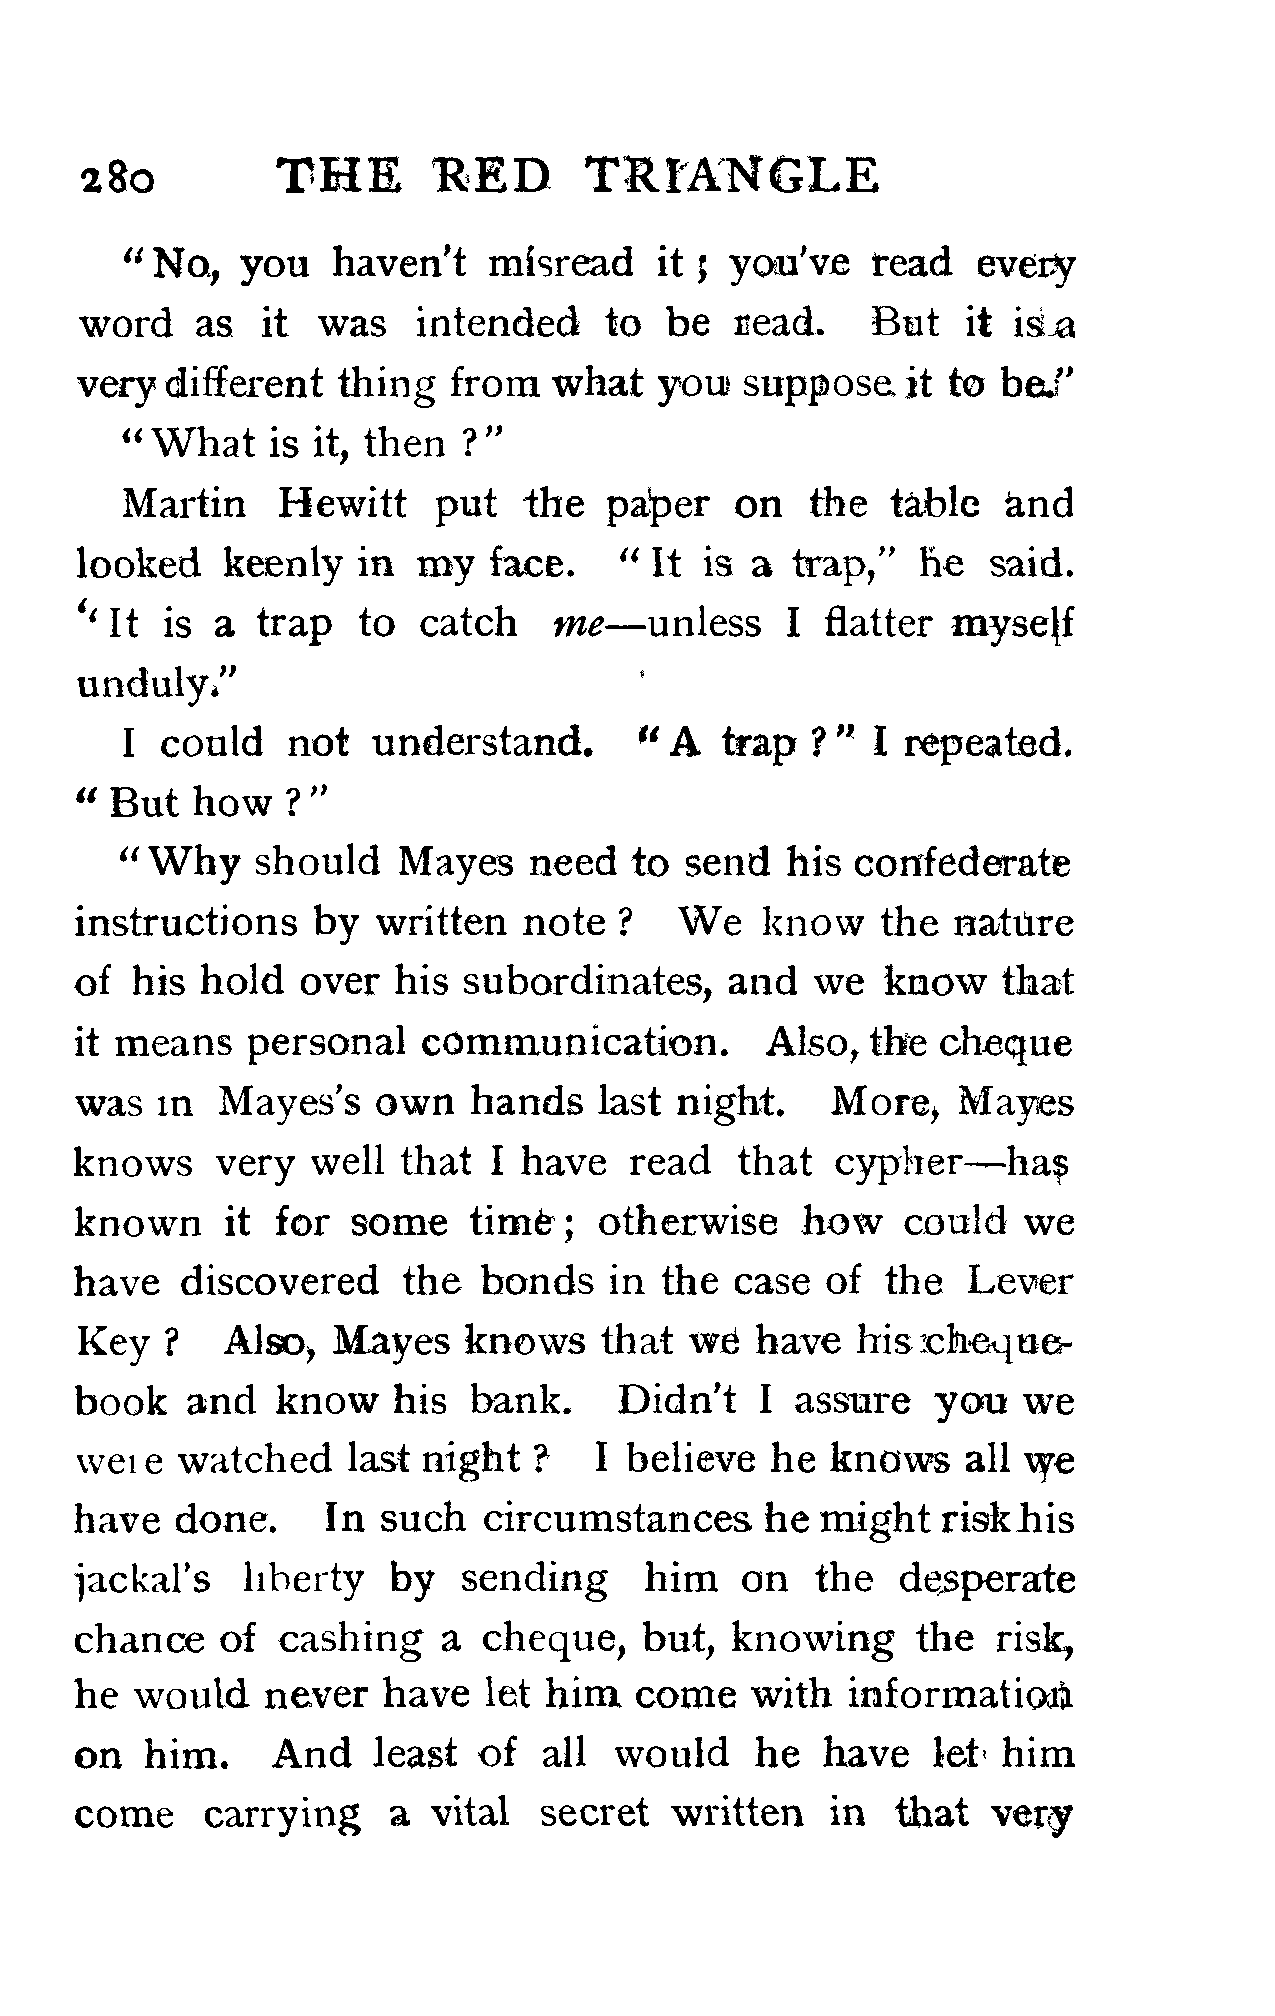 280 THE RED TRIANGLE
"No, you haven't misread it; you've read every
word as it was intended to be read. But it is a
very different thing from what you suppose it to be."
"What is it, then?"
Martin Hewitt put the paper on the table and
looked keenly in my face. "It is a trap," he said.
"It is a trap to catch me—unless I flatter myself
unduly."
I could not understand. "A trap?" I repeated.
"But how?"
"Why should Mayes need to send his confederate
instructions by written note? We know the nature
of his hold over his subordinates, and we know that
it means personal communication. Also, the cheque
was in Mayes's own hands last night. More, Mayes
knows very well that I have read that cypher—has
known it for some time; otherwise how could we
have discovered the bonds in the case of the Lever
Key? Also, Mayes knows that we have his cheque-
book and know his bank. Didn't I assure you we
were watched last night? I believe he knows all we
have done. In such circumstances he might risk his
jackal's liberty by sending him on the desperate
chance of cashing a cheque, but, knowing the risk,
he would never have let him come with information
on him. And least of all would he have let him
come carrying a vital secret written in that very